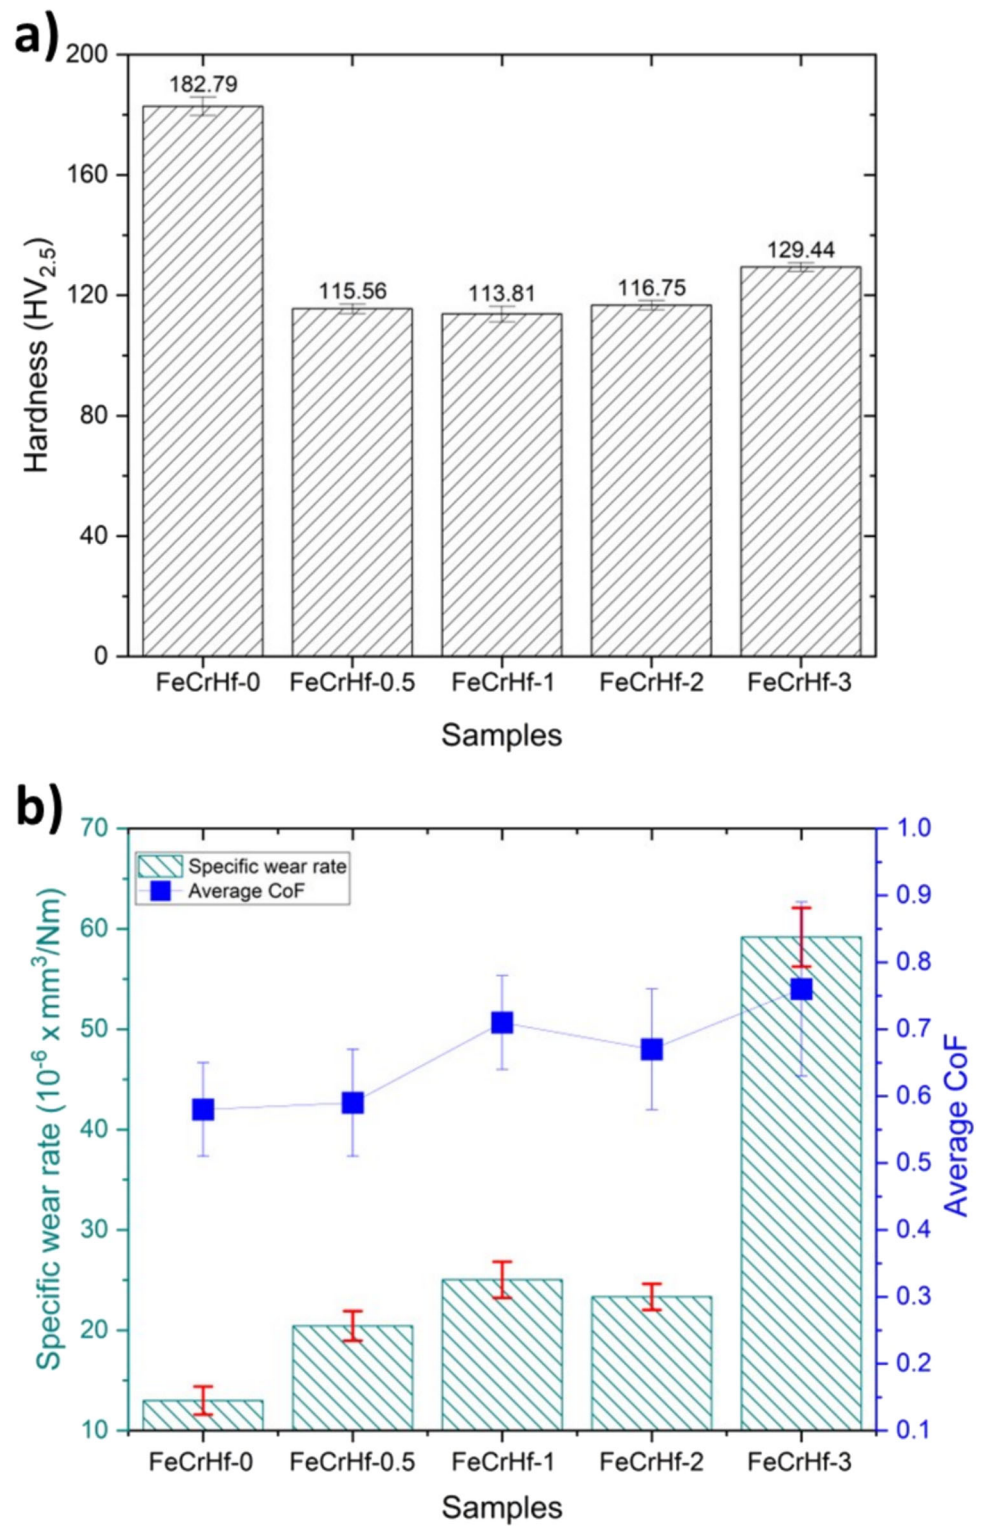 a)
200
160
120
80
40
0
Hardness (HV2.5)
182.79
115.56
113.81
116.75
129.44
FeCrHf-0 FeCrHf-0.5 FeCrHf-1 FeCrHf-2 FeCrHf-3
Samples
b)
70
60
50
40
30
20
10
Specific wear rate (10⁻⁶ x mm³/Nm)
Specific wear rate
Average CoF
1.0
0.9
0.8
0.7
0.6
0.5
0.4
0.3
0.2
0.1
Average CoF
FeCrHf-0 FeCrHf-0.5 FeCrHf-1 FeCrHf-2 FeCrHf-3
Samples